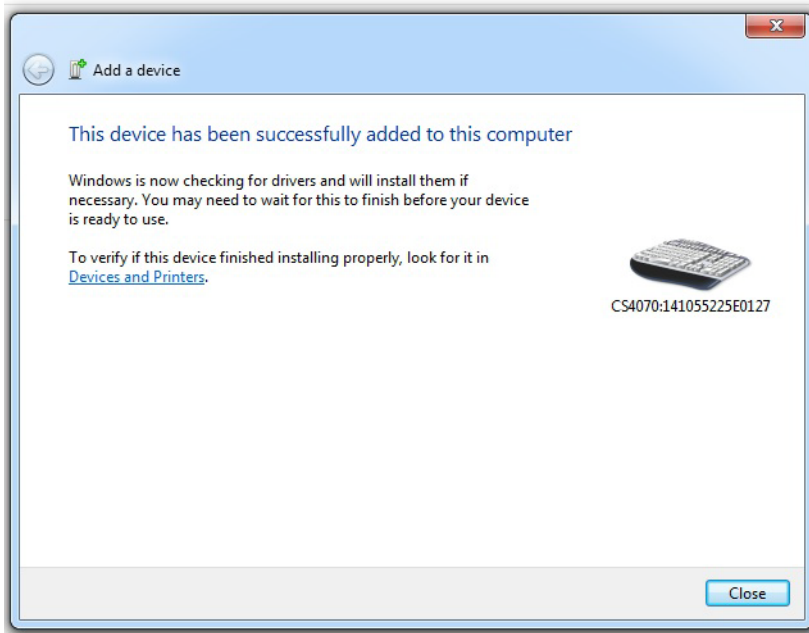 Add a device
This device has been successfully added to this computer
Windows is now checking for drivers and will install them if
necessary. You may need to wait for this to finish before your device
is ready to use.
To verify if this device finished installing properly, look for it in
Devices and Printers.
CS4070:141055225E0127
Close